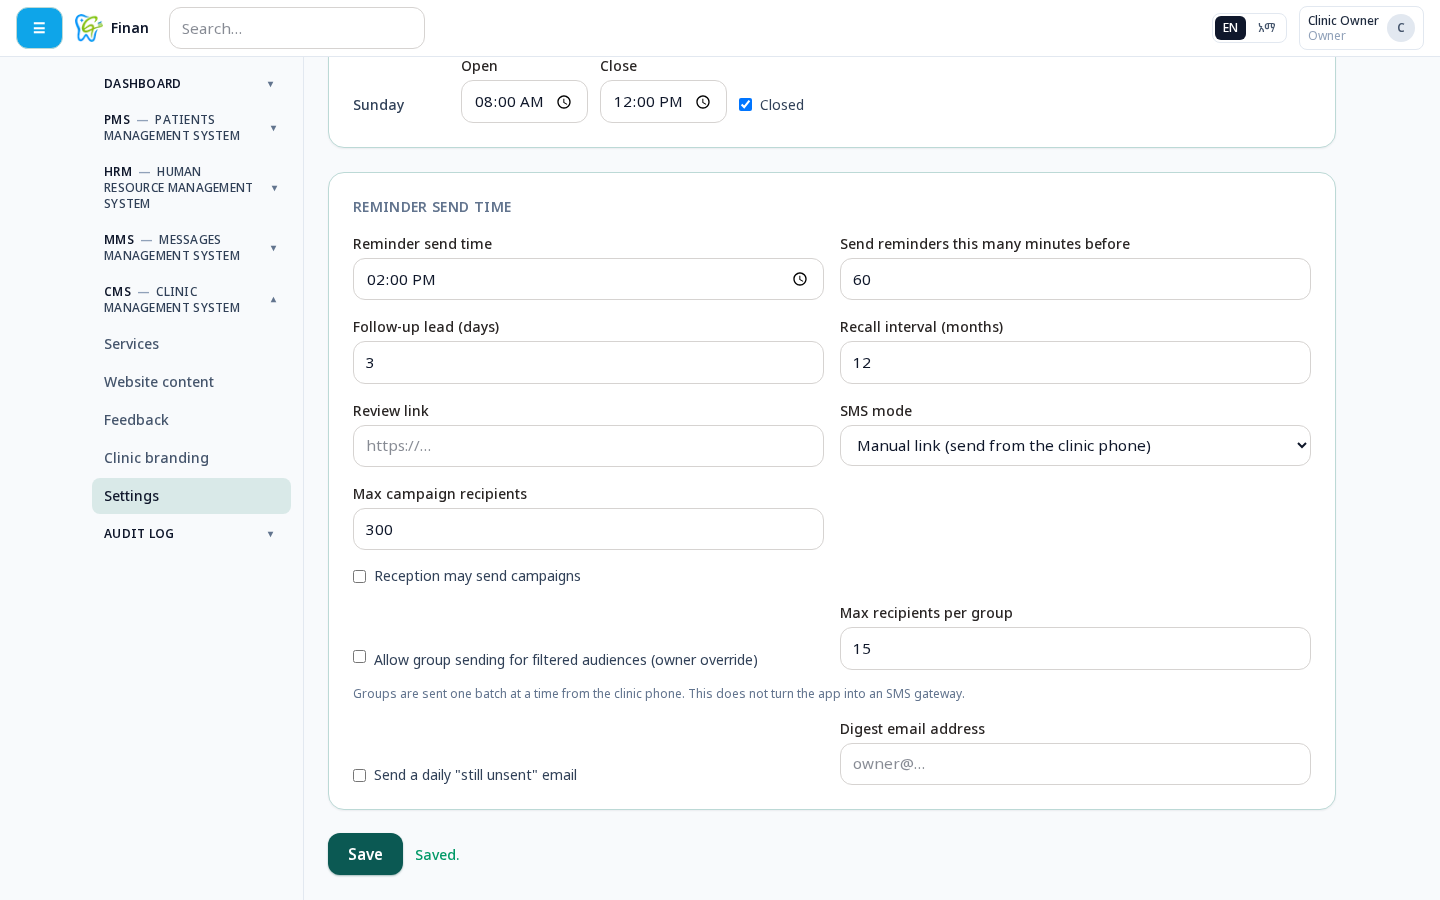 ☰
Finan
Search...
EN
አማ
Clinic Owner
Owner
C
DASHBOARD ▼
PMS — PATIENTS
MANAGEMENT SYSTEM ▼
HRM — HUMAN
RESOURCE MANAGEMENT ▼
SYSTEM
MMS — MESSAGES
MANAGEMENT SYSTEM ▼
CMS — CLINIC
MANAGEMENT SYSTEM ▲
Services
Website content
Feedback
Clinic branding
Settings
AUDIT LOG ▼
Open Close
Sunday 08:00 AM 12:00 PM Closed
REMINDER SEND TIME
Reminder send time
02:00 PM
Send reminders this many minutes before
60
Follow-up lead (days)
3
Recall interval (months)
12
Review link
https://...
SMS mode
Manual link (send from the clinic phone)
Max campaign recipients
300
Reception may send campaigns
Max recipients per group
15
Allow group sending for filtered audiences (owner override)
Groups are sent one batch at a time from the clinic phone. This does not turn the app into an SMS gateway.
Digest email address
owner@...
Send a daily "still unsent" email
Save
Saved.